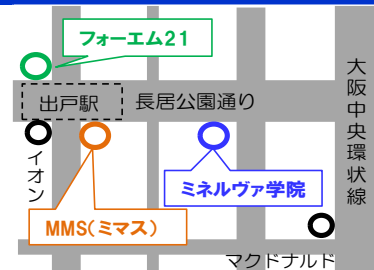 フォーエム21
出戸駅
長居公園通り
大阪中央環状線
イオン
ミネルヴァ学院
MMS(ミマス)
マクドナルド